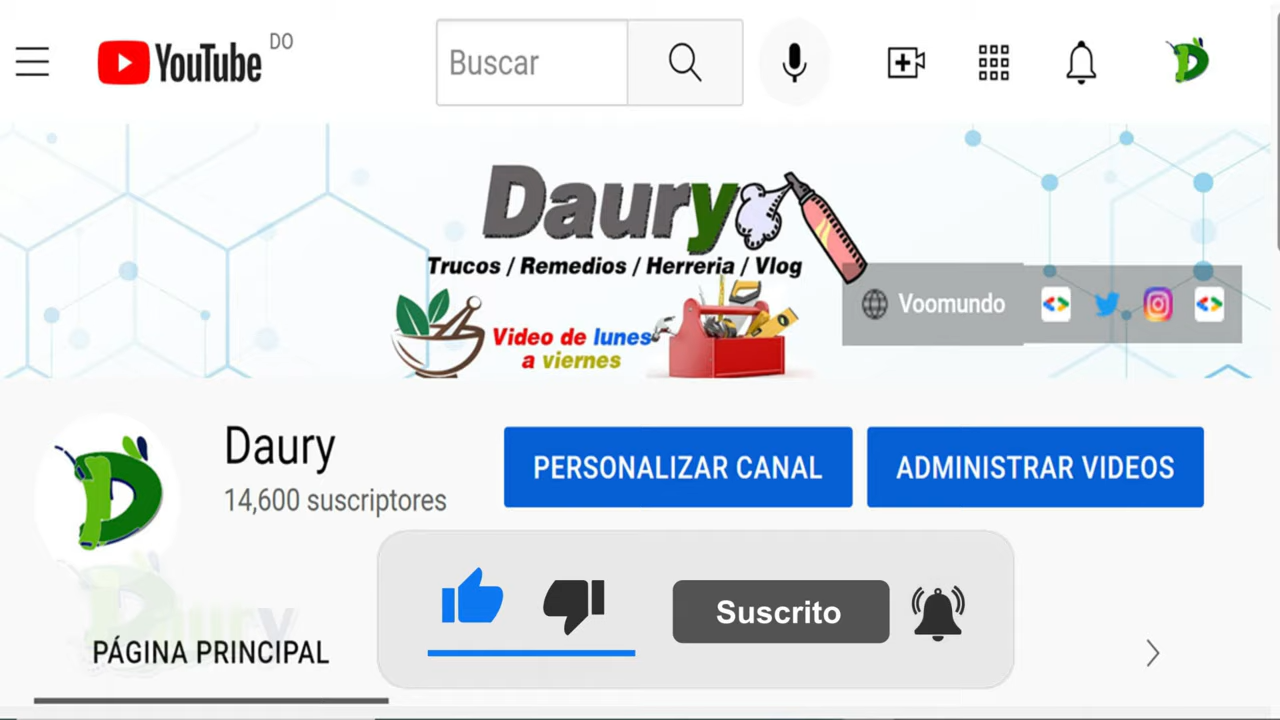 YouTube DO
Buscar
Daury
Trucos / Remedios / Herreria / Vlog
Voomundo
Video de lunes
a viernes
Daury
14,600 suscriptores
PERSONALIZAR CANAL
ADMINISTRAR VIDEOS
Suscrito
Daury
PÁGINA PRINCIPAL